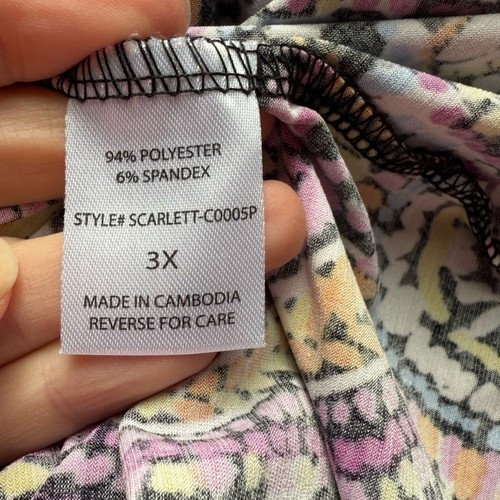 94% POLYESTER
6% SPANDEX
STYLE# SCARLETT-C0005P
3X
MADE IN CAMBODIA
REVERSE FOR CARE